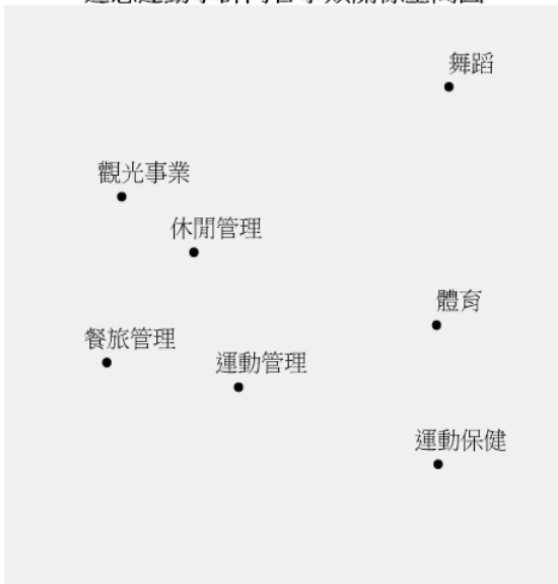 舞蹈
觀光事業
休閒管理
體育
餐旅管理
運動管理
運動保健